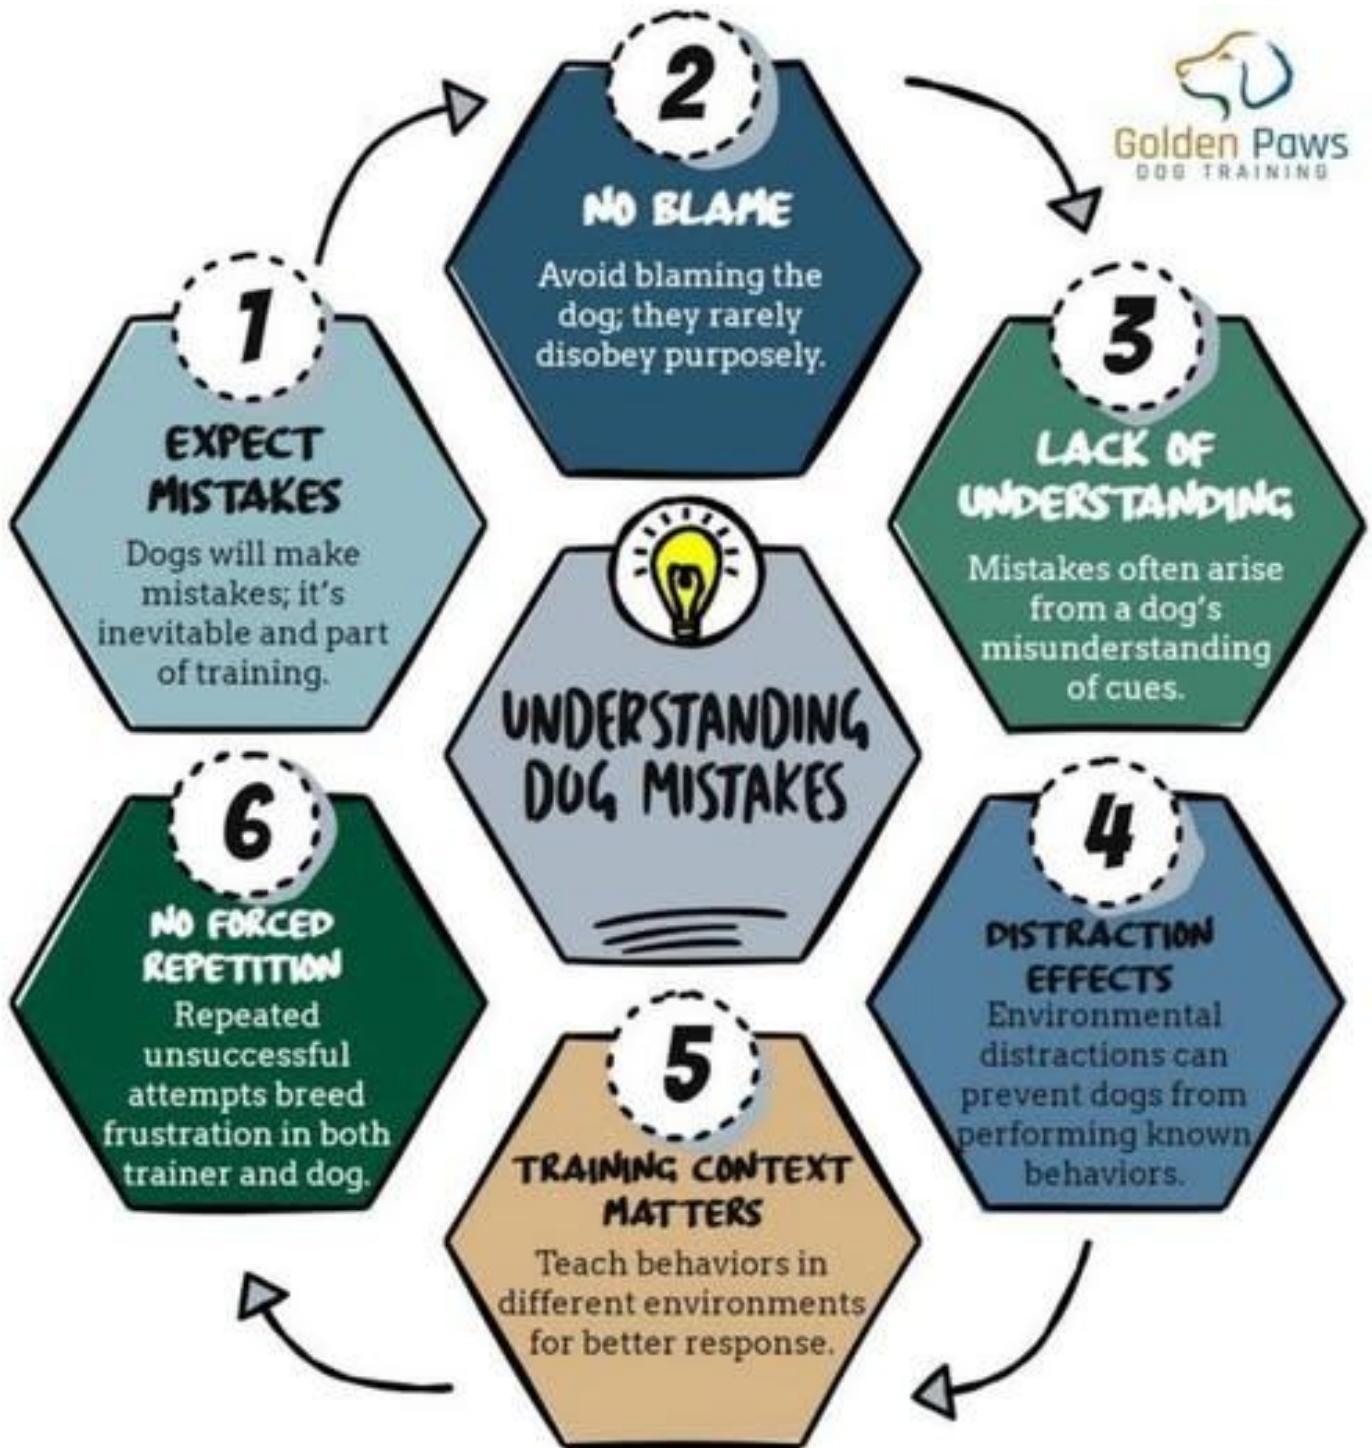 Golden Paws
DOG TRAINING
1
EXPECT
MISTAKES
Dogs will make
mistakes; it's
inevitable and part
of training.
2
NO BLAME
Avoid blaming the
dog; they rarely
disobey purposely.
3
LACK OF
UNDERSTANDING
Mistakes often arise
from a dog's
misunderstanding
of cues.
UNDERSTANDING
DOG MISTAKES
4
DISTRACTION
EFFECTS
Environmental
distractions can
prevent dogs from
performing known
behaviors.
5
TRAINING CONTEXT
MATTERS
Teach behaviors in
different environments
for better response.
6
NO FORCED
REPETITION
Repeated
unsuccessful
attempts breed
frustration in both
trainer and dog.